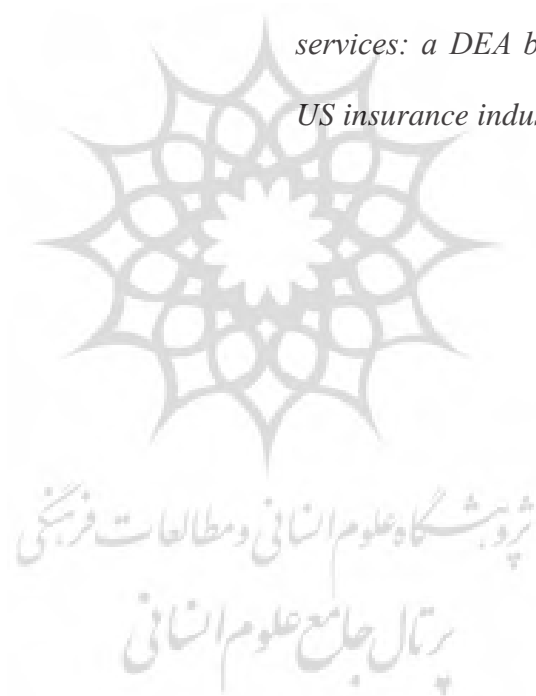 services: a DEA b
US insurance indu
پژوهشگاه علوم انسانی و مطالعات فرهنگی
پرتال جامع علوم انسانی